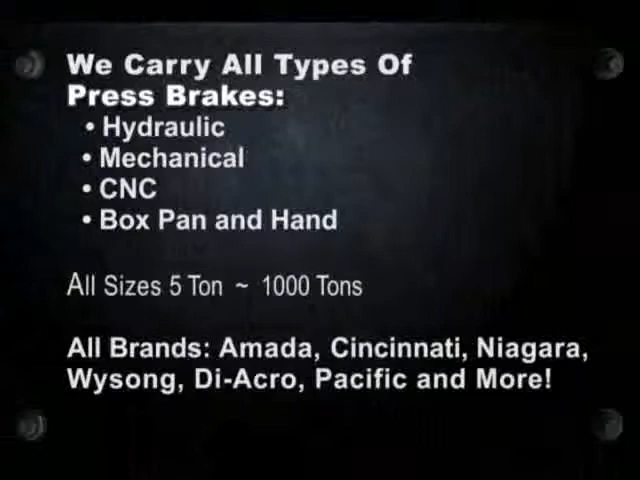 We Carry All Types Of
Press Brakes:
• Hydraulic
• Mechanical
• CNC
• Box Pan and Hand
All Sizes 5 Ton ~ 1000 Tons
All Brands: Amada, Cincinnati, Niagara,
Wysong, Di-Acro, Pacific and More!